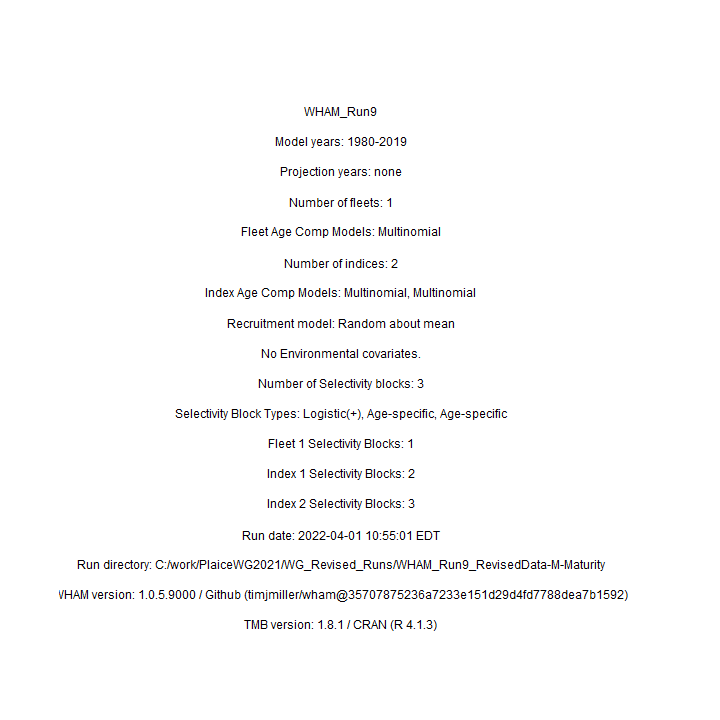 WHAM_Run9
Model years: 1980-2019
Projection years: none
Number of fleets: 1
Fleet Age Comp Models: Multinomial
Number of indices: 2
Index Age Comp Models: Multinomial, Multinomial
Recruitment model: Random about mean
No Environmental covariates.
Number of Selectivity blocks: 3
Selectivity Block Types: Logistic(+), Age-specific, Age-specific
Fleet 1 Selectivity Blocks: 1
Index 1 Selectivity Blocks: 2
Index 2 Selectivity Blocks: 3
Run date: 2022-04-01 10:55:01 EDT
Run directory: C:/work/PlaiceWG2021/WG_Revised_Runs/WHAM_Run9_RevisedData-M-Maturity
WHAM version: 1.0.5.9000 / Github (timjmiller/wham@35707875236a7233e151d29d4fd7788dea7b1592)
TMB version: 1.8.1 / CRAN (R 4.1.3)